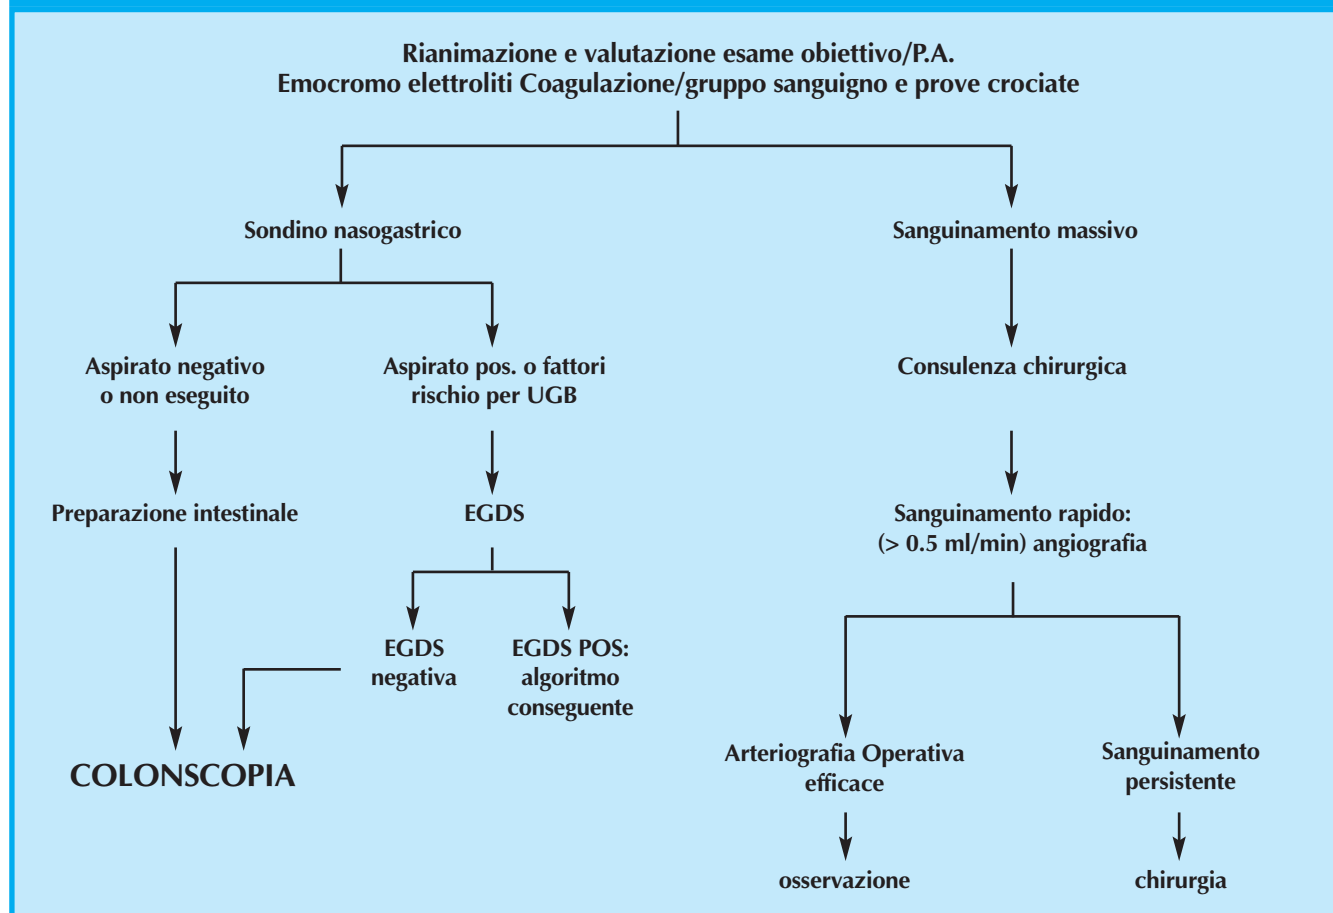 Rianimazione e valutazione esame obiettivo/P.A.
Emocromo elettroliti Coagulazione/gruppo sanguigno e prove crociate
Sondino nasogastrico
Sanguinamento massivo
Aspirato negativo
o non eseguito
Aspirato pos. o fattori
rischio per UGB
Consulenza chirurgica
Preparazione intestinale
EGDS
Sanguinamento rapido:
(> 0.5 ml/min) angiografia
EGDS
negativa
EGDS POS:
algoritmo
conseguente
COLONSCOPIA
Arteriografia Operativa
efficace
Sanguinamento
persistente
osservazione
chirurgia